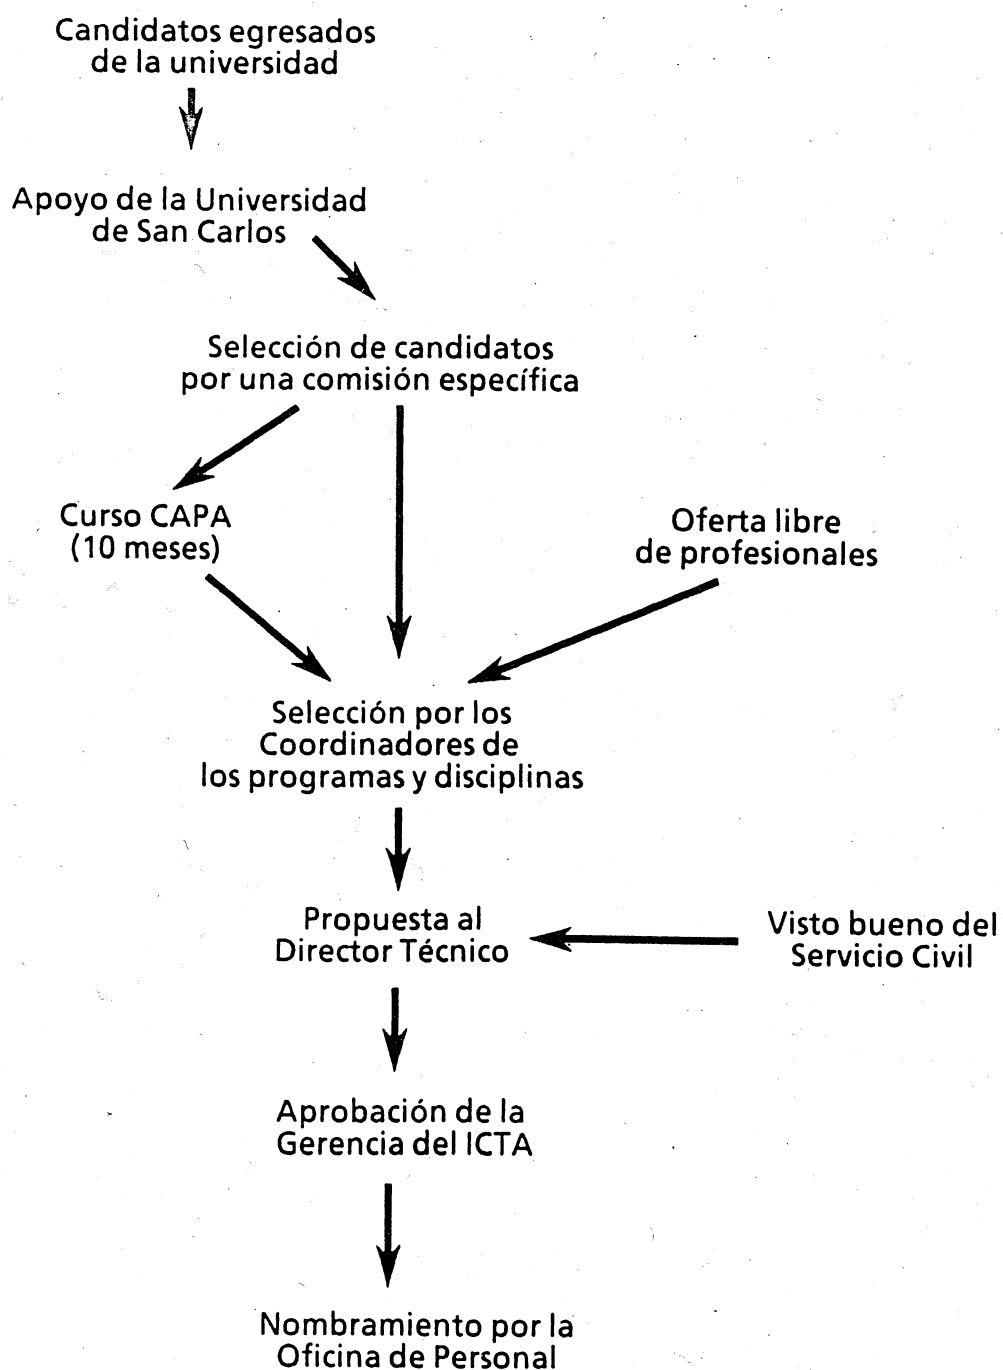 Candidatos egresados
de la universidad
Apoyo de la Universidad
de San Carlos
Selección de candidatos
por una comisión específica
Curso CAPA
(10 meses)
Oferta libre
de profesionales
Selección por los
Coordinadores de
los programas y disciplinas
Propuesta al
Director Técnico
Visto bueno del
Servicio Civil
Aprobación de la
Gerencia del ICTA
Nombramiento por la
Oficina de Personal